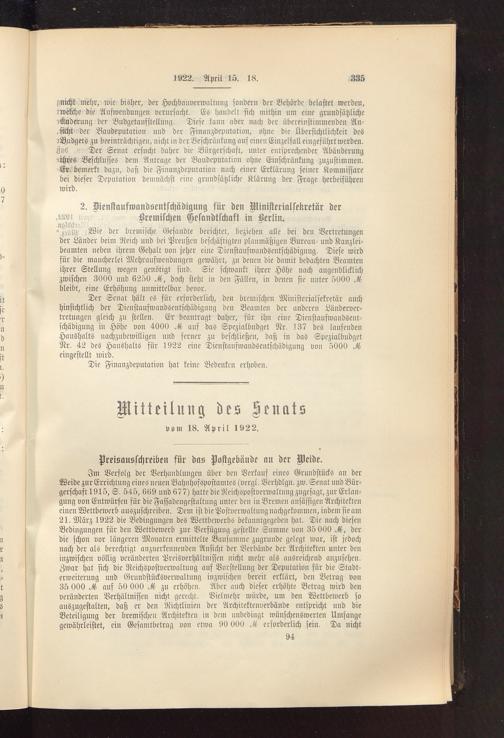 1922. April 15. 18.
335
nicht mehr, wie bisher, der Hochbauverwaltung sondern der Behörde belastet werden,
welche die Aufwendungen verursacht. Es handelt sich mithin um eine grundsätzliche
Änderung der Budgetaufstellung. Diese kann aber nach der übereinstimmenden An-
sicht der Baudeputation und der Finanzdeputation, ohne die Übersichtlichkeit des
Budgets zu beeinträchtigen, nicht in der Beschränkung auf einen Einzelfall eingeführt werden.
Der Senat ersucht daher die Bürgerschaft, unter entsprechender Abänderung
ihres Beschlusses dem Antrage der Baudeputation ohne Einschränkung zuzustimmen.
Er bemerkt dazu, daß die Finanzdeputation nach einer Erklärung seiner Kommissare
bei dieser Deputation demnächst eine grundsätzliche Klärung der Frage herbeiführen
wird.
2. Dienstaufwandsentschädigung für den Ministerialsekretär der
Bremischen Gesandtschaft in Berlin.
Wie der bremische Gesandte berichtet, beziehen alle bei den Vertretungen
der Länder beim Reich und bei Preußen beschäftigten planmäßigen Bureau- und Kanzlei-
beamten neben ihrem Gehalt von jeher eine Dienstaufwandsentschädigung. Diese wird
für die mancherlei Mehraufwendungen gewährt, zu denen die damit bedachten Beamten
ihrer Stellung wegen genötigt sind. Sie schwankt ihrer Höhe nach augenblicklich
zwischen 3000 und 6250 ℳ, doch steht in den Fällen, in denen sie unter 5000 ℳ
bleibt, eine Erhöhung unmittelbar bevor.
Der Senat hält es für erforderlich, den bremischen Ministerialsekretär auch
hinsichtlich der Dienstaufwandsentschädigung den Beamten der anderen Länderver-
tretungen gleich zu stellen. Er beantragt daher, für ihn eine Dienstaufwandsent-
schädigung in Höhe von 4000 ℳ auf das Spezialbudget Nr. 137 des laufenden
Haushalts nachzubewilligen und ferner zu beschließen, daß in das Spezialbudget
Nr. 42 des Haushalts für 1922 eine Dienstaufwandsentschädigung von 5000 ℳ
eingestellt wird.
Die Finanzdeputation hat keine Bedenken erhoben.
Mitteilung des Senats
vom 18. April 1922.
Preisausschreiben für das Postgebäude an der Weide.
Im Verfolg der Verhandlungen über den Verkauf eines Grundstücks an der
Weide zur Errichtung eines neuen Bahnhofspostamtes (vergl. Verhdlgn. zw. Senat und Bür-
gerschaft 1915, S. 545, 669 und 677) hatte die Reichspostverwaltung zugesagt, zur Erlan-
gung von Entwürfen für die Fassadengestaltung unter den in Bremen ansässigen Architekten
einen Wettbewerb auszuschreiben. Dem ist die Postverwaltung nachgekommen, indem sie am
21. März 1922 die Bedingungen des Wettbewerbs bekanntgegeben hat. Die nach diesen
Bedingungen für den Wettbewerb zur Verfügung gestellte Summe von 35 000 ℳ, der
die schon vor längeren Monaten ermittelte Bausumme zugrunde gelegt war, ist jedoch
nach der als berechtigt anzuerkennenden Ansicht der Verbände der Architekten unter den
inzwischen völlig veränderten Preisverhältnissen nicht mehr als ausreichend anzusehen.
Zwar hat sich die Reichspostverwaltung auf Vorstellung der Deputation für die Stadt-
erweiterung und Grundstücksverwaltung inzwischen bereit erklärt, den Betrag von
35 000 ℳ auf 50 000 ℳ zu erhöhen. Aber auch dieser erhöhte Betrag wird den
veränderten Verhältnissen nicht gerecht. Vielmehr würde, um den Wettbewerb so
auszugestalten, daß er den Richtlinien der Architektenverbände entspricht und die
Beteiligung der bremischen Architekten in dem unbedingt wünschenswerten Umfange
gewährleistet, ein Gesamtbetrag von etwa 90 000 ℳ erforderlich sein. Da nicht
94